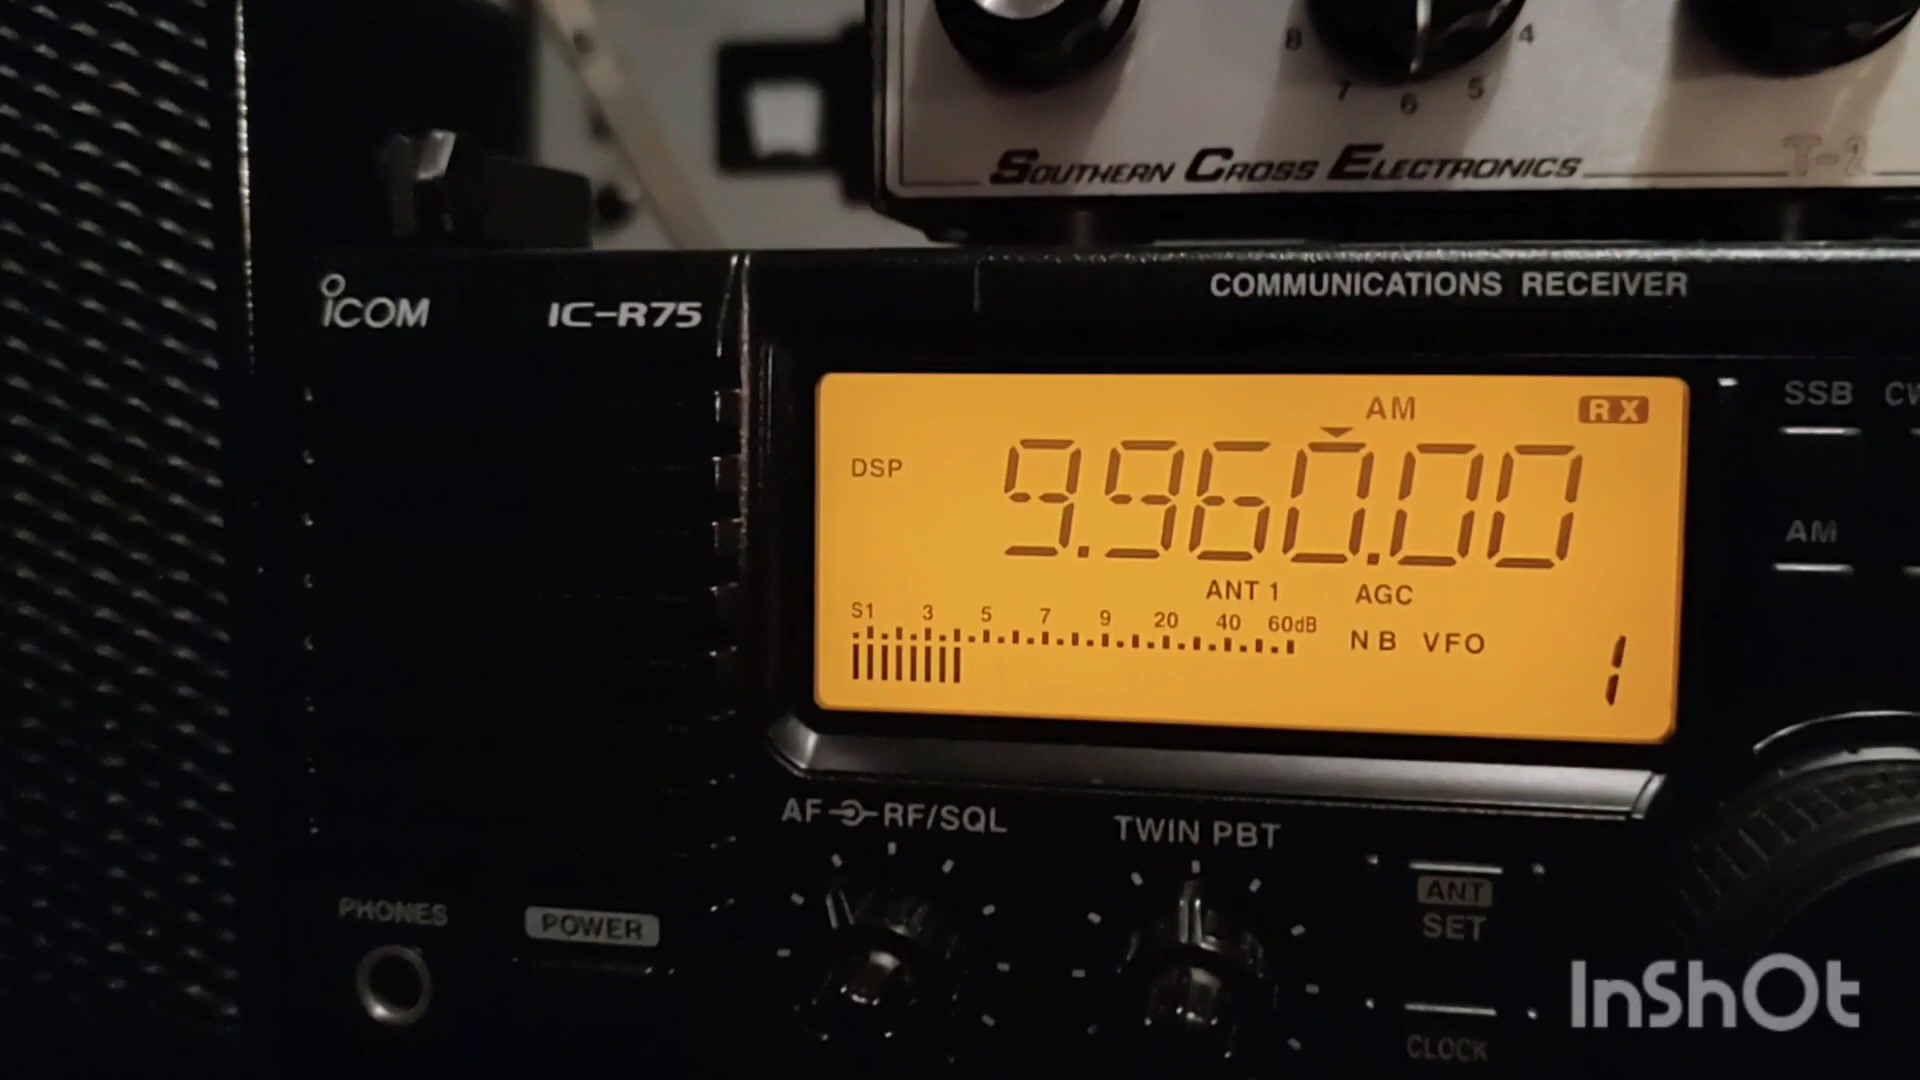 8 4
7 6 5
SOUTHERN CROSS ELECTRONICS T-2
iCOM IC-R75
COMMUNICATIONS RECEIVER
AM RX
DSP 9.960.00
ANT 1 AGC
S1 3 5 7 9 20 40 60dB
NB VFO 1
SSB CW
AM
AF RF/SQL
TWIN PBT
PHONES
POWER
ANT
SET
CLOCK
InShOt